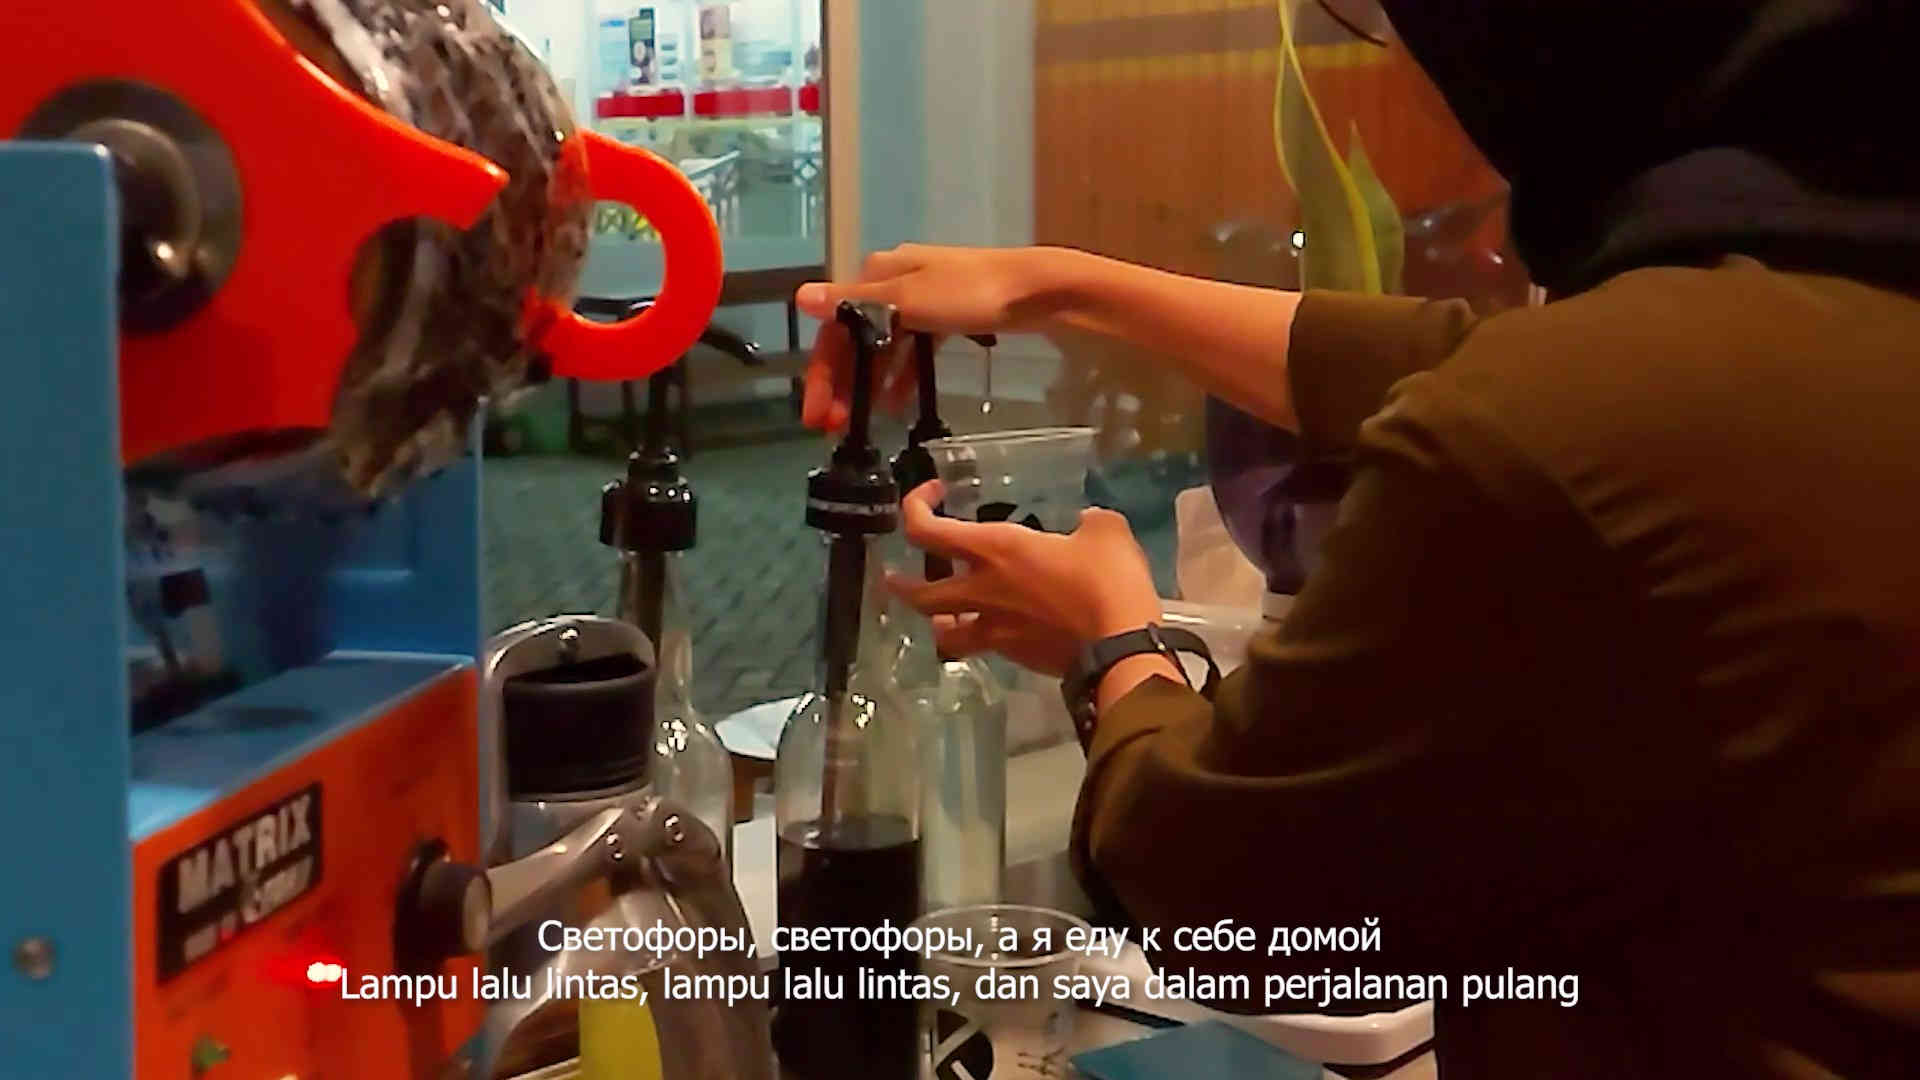 MATRIX
Светофоры, светофоры, а я еду к себе домой
Lampu lalu lintas, lampu lalu lintas, dan saya dalam perjalanan pulang